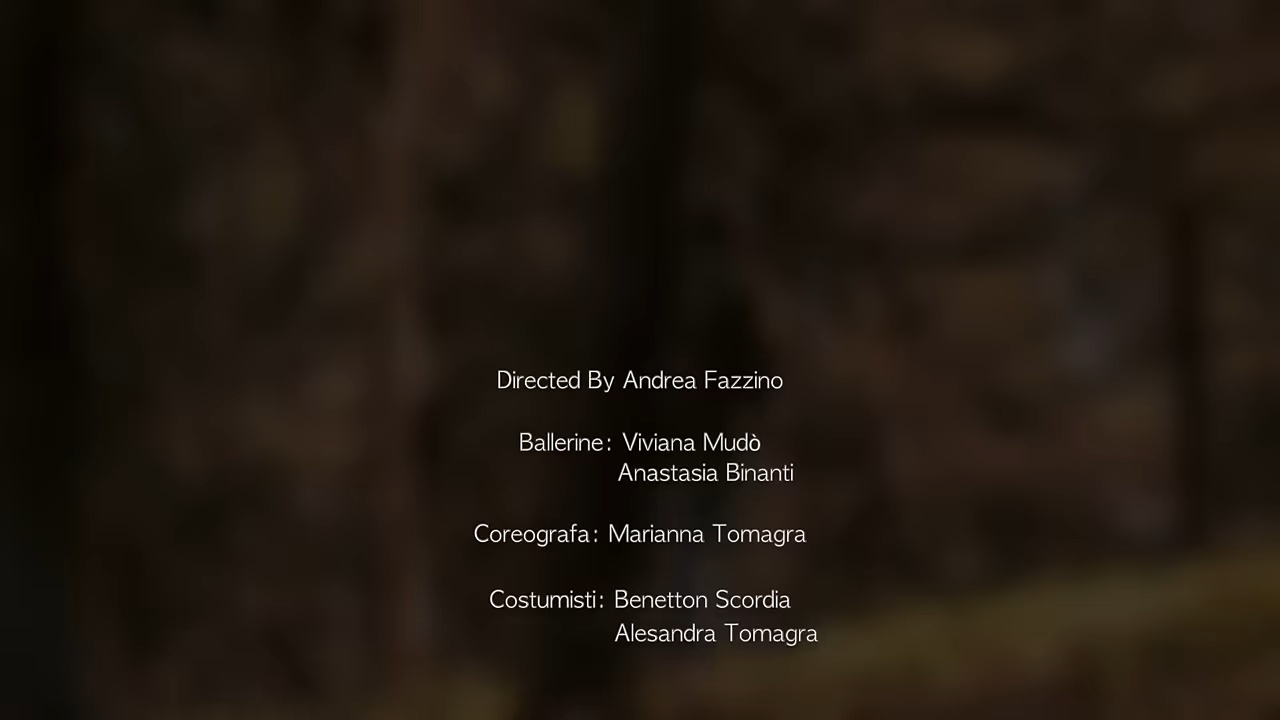 Directed By Andrea Fazzino
Ballerine: Viviana Mudò
Anastasia Binanti
Coreografa: Marianna Tomagra
Costumisti: Benetton Scordia
Alesandra Tomagra